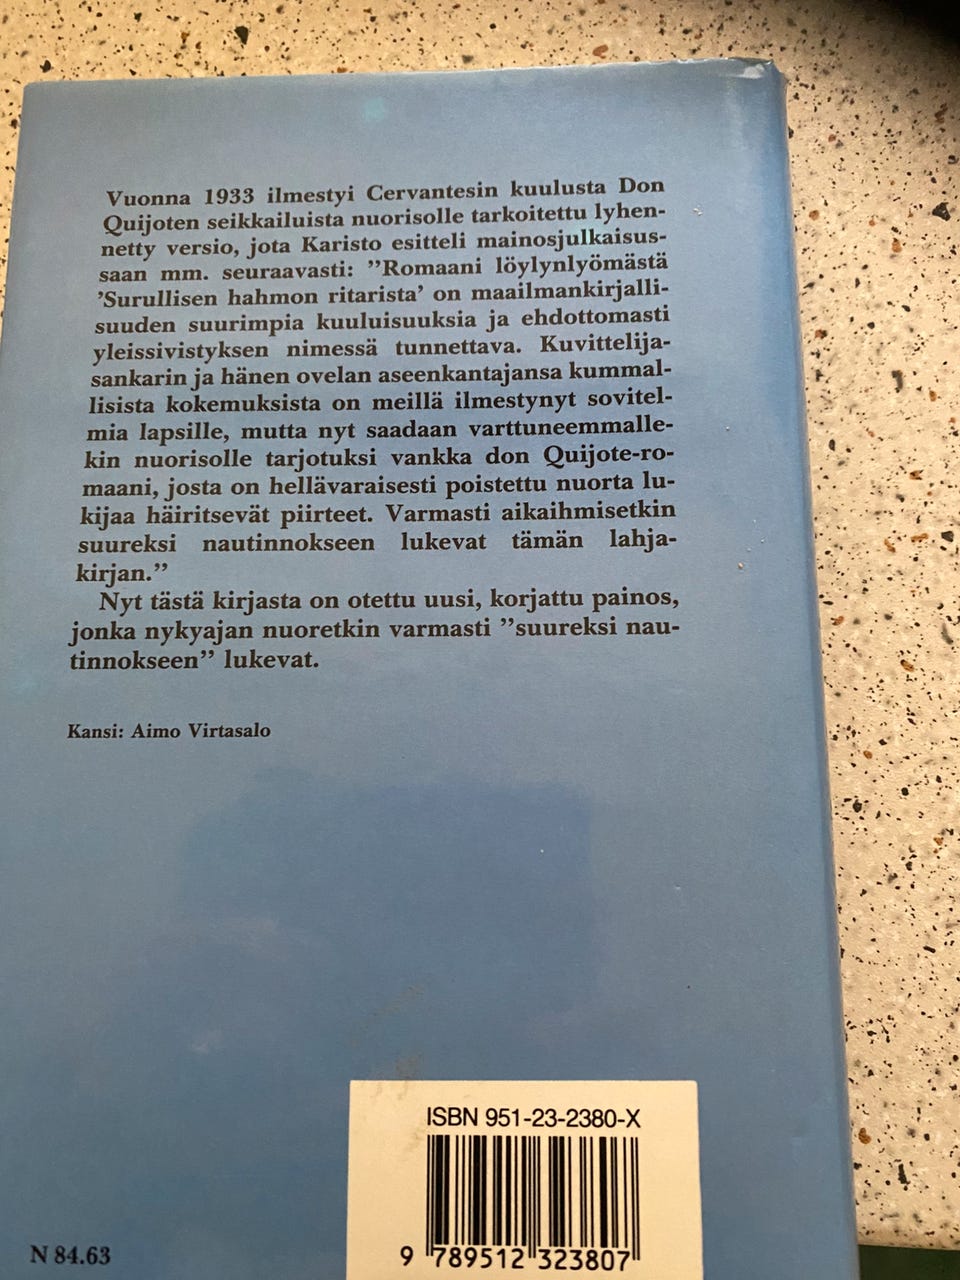 Vuonna 1933 ilmestyi Cervantesin kuulusta Don
Quijoten seikkailuista nuorisolle tarkoitettu lyhen-
netty versio, jota Karisto esitteli mainosjulkaisus-
saan mm. seuraavasti: ”Romaani löylynlyömästä
’Surullisen hahmon ritarista’ on maailmankirjalli-
suuden suurimpia kuuluisuuksia ja ehdottomasti
yleissivistyksen nimessä tunnettava. Kuvittelija-
sankarin ja hänen ovelan aseenkantajansa kummal-
lisista kokemuksista on meillä ilmestynyt sovitel-
mia lapsille, mutta nyt saadaan varttuneemmalle-
kin nuorisolle tarjotuksi vankka don Quijote-ro-
maani, josta on hellävaraisesti poistettu nuorta lu-
kijaa häiritsevät piirteet. Varmasti aikaihmisetkin
suureksi nautinnokseen lukevat tämän lahja-
kirjan.”
Nyt tästä kirjasta on otettu uusi, korjattu painos,
jonka nykyajan nuoretkin varmasti ”suureksi nau-
tinnokseen” lukevat.
Kansi: Aimo Virtasalo
ISBN 951-23-2380-X
9 789512 323807
N 84.63